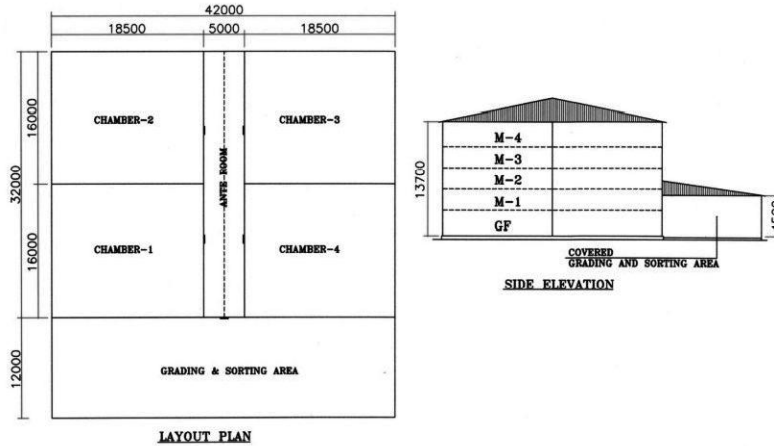 42000
18500 5000 18500
CHAMBER-2
CHAMBER-3
16000
32000
ANTE-ROOM
16000
CHAMBER-1
CHAMBER-4
12000
GRADING & SORTING AREA
LAYOUT PLAN
M-4
M-3
M-2
M-1
GF
13700
COVERED
GRADING AND SORTING AREA
SIDE ELEVATION